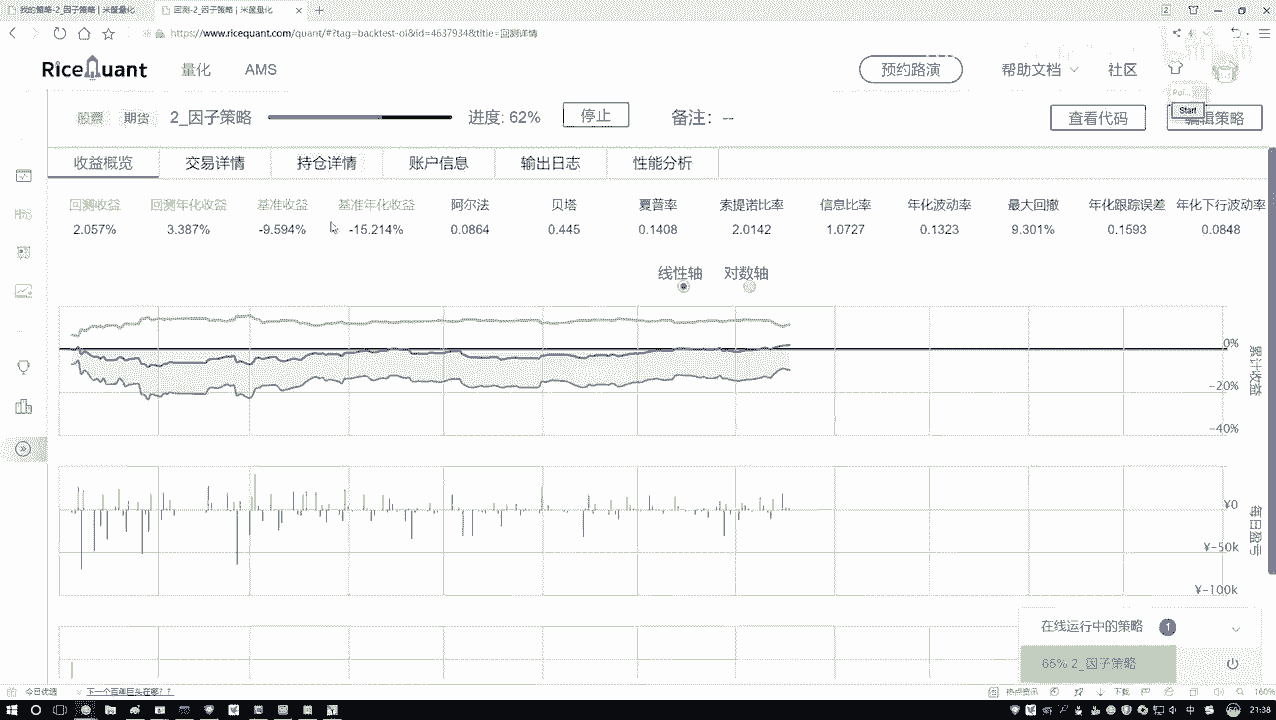 我的策略-2_因子策略 | 米筐量化
回测-2_因子策略 | 米筐量化
https://www.ricequant.com/quant/#?tag=backtest-oi&id=4637934&title=回测详情
RiceQuant
量化
AMS
预约路演
帮助文档
社区
股票
期货
2_因子策略
进度: 62%
停止
备注： --
查看代码
编辑策略
Start
收益概览
交易详情
持仓详情
账户信息
输出日志
性能分析
回测收益 回测年化收益 基准收益 基准年化收益 阿尔法 贝塔 夏普率 索提诺比率 信息比率 年化波动率 最大回撤 年化跟踪误差 年化下行波动率
2.057% 3.387% -9.594% -15.214% 0.0864 0.445 0.1408 2.0142 1.0727 0.1323 9.301% 0.1593 0.0848
线性轴 对数轴
0%
-20%
-40%
累计收益
¥0
¥-50k
¥-100k
每日盈亏
在线运行中的策略 1
65% 2_因子策略
今日优选
下一个百年巨头在哪？？
热点资讯
下载
160%
中
21:38